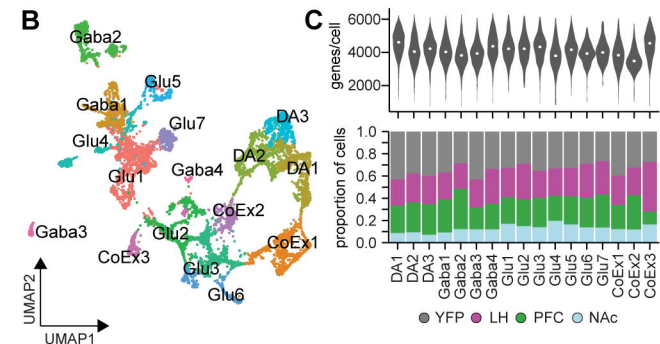 B
Gaba2
Glu5
Gaba1
Glu7
DA3
Glu4
DA2
DA1
Glu1
Gaba4
CoEx2
Gaba3
Glu2
CoEx1
CoEx3
Glu3
Glu6
UMAP2
UMAP1
C
genes/cell
6000
4000
2000
proportion of cells
1.0
0.8
0.6
0.4
0.2
0.0
DA1
DA2
DA3
Gaba1
Gaba2
Gaba3
Gaba4
Glu1
Glu2
Glu3
Glu4
Glu5
Glu6
Glu7
CoEx1
CoEx2
CoEx3
YFP LH PFC NAc